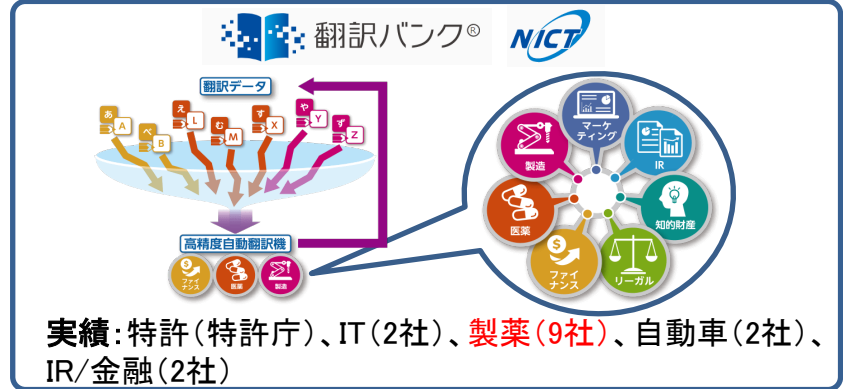 翻訳バンク®
NICT
翻訳データ
あ A
べ B
え L
む M
す X
や Y
ず Z
高精度自動翻訳機
ファイナンス
医薬
製造
マーケティング
IR
知的財産
リーガル
ファイナンス
医薬
製造
実績:特許(特許庁)、IT(2社)、製薬(9社)、自動車(2社)、
IR/金融(2社)